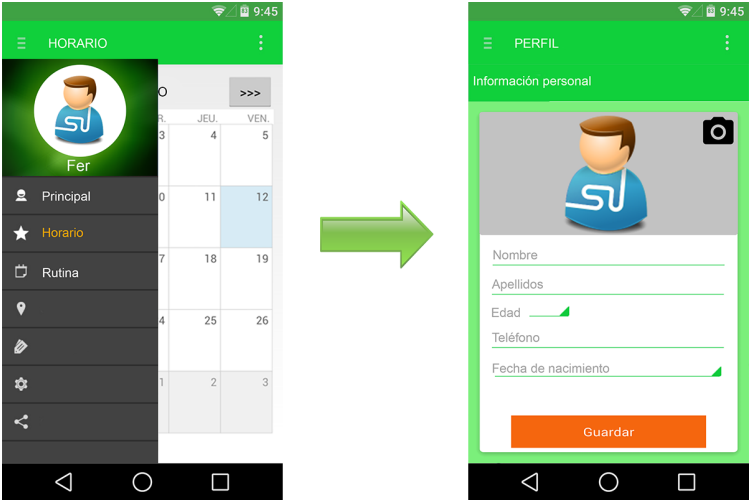 9:45
HORARIO
O
>>>
R. JEU. VEN.
3 4 5
Fer
Principal
0 11 12
Horario
7 18 19
Rutina
4 25 26
1 2 3
9:45
PERFIL
Información personal
Nombre
Apellidos
Edad
Teléfono
Fecha de nacimiento
Guardar